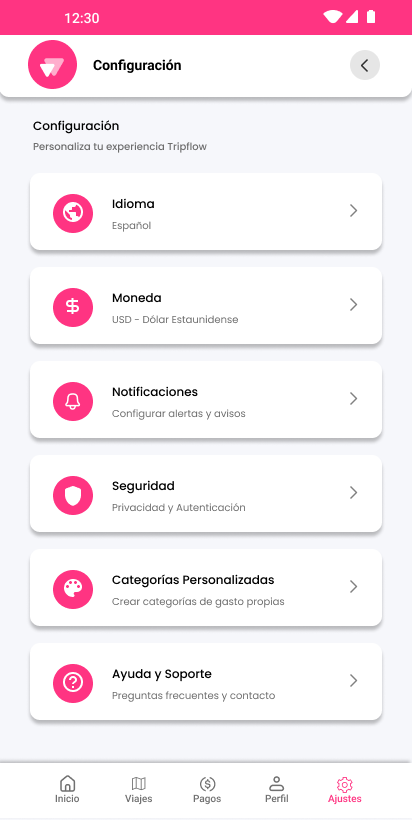 12:30
Configuración
Configuración
Personaliza tu experiencia Tripflow
Idioma
Español
Moneda
USD - Dólar Estaunidense
Notificaciones
Configurar alertas y avisos
Seguridad
Privacidad y Autenticación
Categorías Personalizadas
Crear categorías de gasto propias
Ayuda y Soporte
Preguntas frecuentes y contacto
Inicio Viajes Pagos Perfil Ajustes